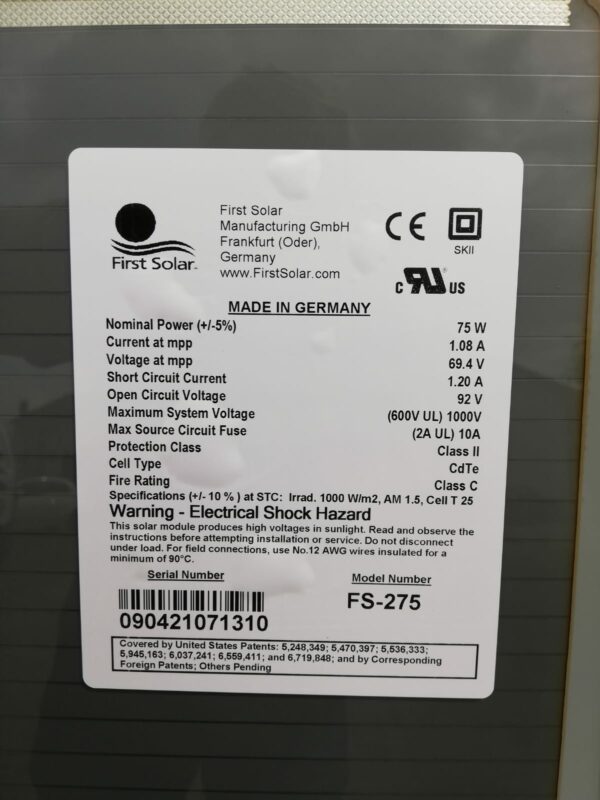 First Solar
Manufacturing GmbH
Frankfurt (Oder),
Germany
www.FirstSolar.com
First Solar™
CE
SKII
c RU® US
MADE IN GERMANY
Nominal Power (+/-5%) 75 W
Current at mpp 1.08 A
Voltage at mpp 69.4 V
Short Circuit Current 1.20 A
Open Circuit Voltage 92 V
Maximum System Voltage (600V UL) 1000V
Max Source Circuit Fuse (2A UL) 10A
Protection Class Class II
Cell Type CdTe
Fire Rating Class C
Specifications (+/- 10 % ) at STC: Irrad. 1000 W/m2, AM 1.5, Cell T 25
Warning - Electrical Shock Hazard
This solar module produces high voltages in sunlight. Read and observe the
instructions before attempting installation or service. Do not disconnect
under load. For field connections, use No.12 AWG wires insulated for a
minimum of 90°C.
Serial Number Model Number
090421071310 FS-275
Covered by United States Patents: 5,248,349; 5,470,397; 5,536,333;
5,945,163; 6,037,241; 6,559,411; and 6,719,848; and by Corresponding
Foreign Patents; Others Pending